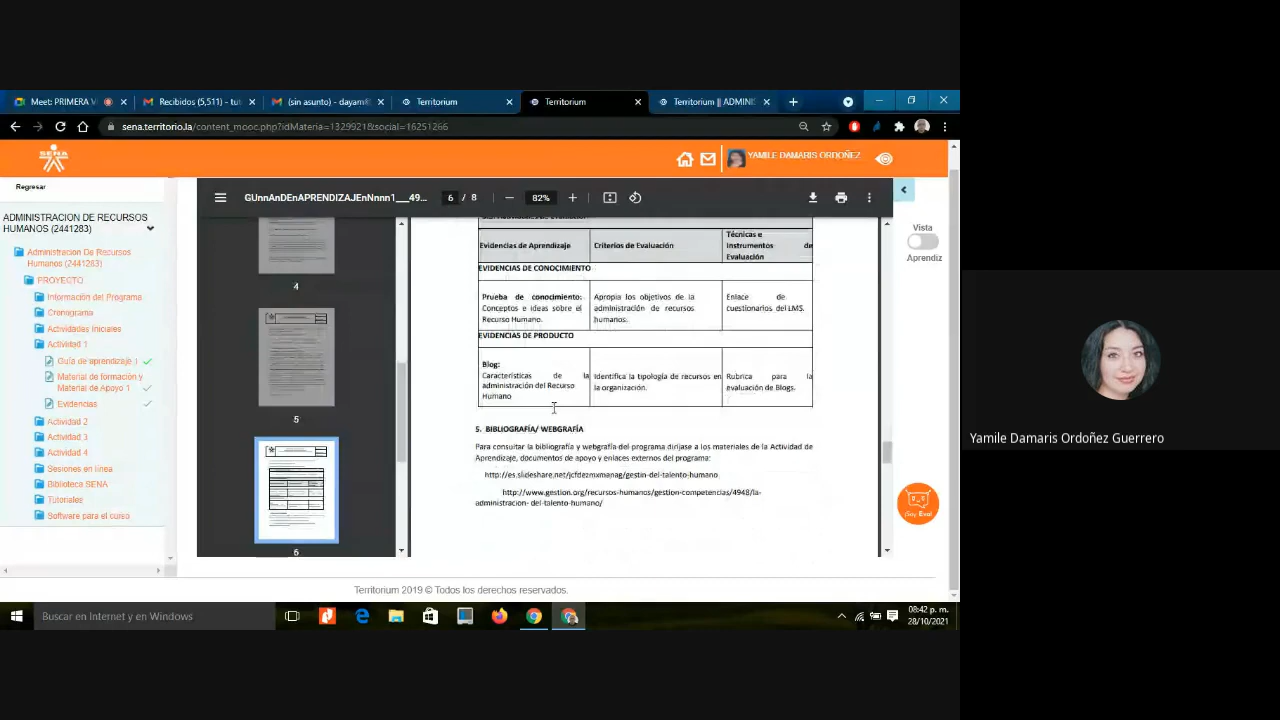 Meet: PRIMERA V
Recibidos (5,511) - tut
(sin asunto) - dayam
Territorium
Territorium
Territorium || ADMINIS
sena.territorio.la/content_mooc.php?idMateria=13299218&social=16251266
SENA
YAMILE DAMARIS ORDOÑEZ
Regresar
ADMINISTRACION DE RECURSOS
HUMANOS (2441283)
Administracion De Recursos
Humanos (2441283)
PROYECTO
Información del Programa
Cronograma
Actividades Iniciales
Actividad 1
Guía de aprendizaje 1
Material de formación y
Material de Apoyo 1
Evidencias
Actividad 2
Actividad 3
Actividad 4
Sesiones en línea
Biblioteca SENA
Tutoriales
Software para el curso
GUnnAnDEnAPRENDIZAJEnNnnn1___49...
6 / 8
82%
4
5
6
Evidencias de Aprendizaje
Criterios de Evaluación
Técnicas e
Instrumentos de
Evaluación
EVIDENCIAS DE CONOCIMIENTO
Prueba de conocimiento:
Conceptos e Ideas sobre el
Recurso Humano.
Apropia los objetivos de la
administración de recursos
humanos.
Enlace de
cuestionarios del LMS.
EVIDENCIAS DE PRODUCTO
Blog:
Características de la
administración del Recurso
Humano
Identifica la tipología de recursos en
la organización.
Rubrica para la
evaluación de Blogs.
5. BIBLIOGRAFÍA/ WEBGRAFÍA
Para consultar la bibliografía y webgrafía del programa diríjase a los materiales de la Actividad de
Aprendizaje, documentos de apoyo y enlaces externos del programa:
http://es.slideshare.net/jcfdezmxmanag/gestin-del-talento-humano
http://www.gestion.org/recursos-humanos/gestion-competencias/4948/la-
administracion- del-talento-humano/
Vista
Aprendiz
¡Soy Eva!
Territorium 2019 © Todos los derechos reservados.
Buscar en Internet y en Windows
08:42 p. m.
28/10/2021
Yamile Damaris Ordoñez Guerrero